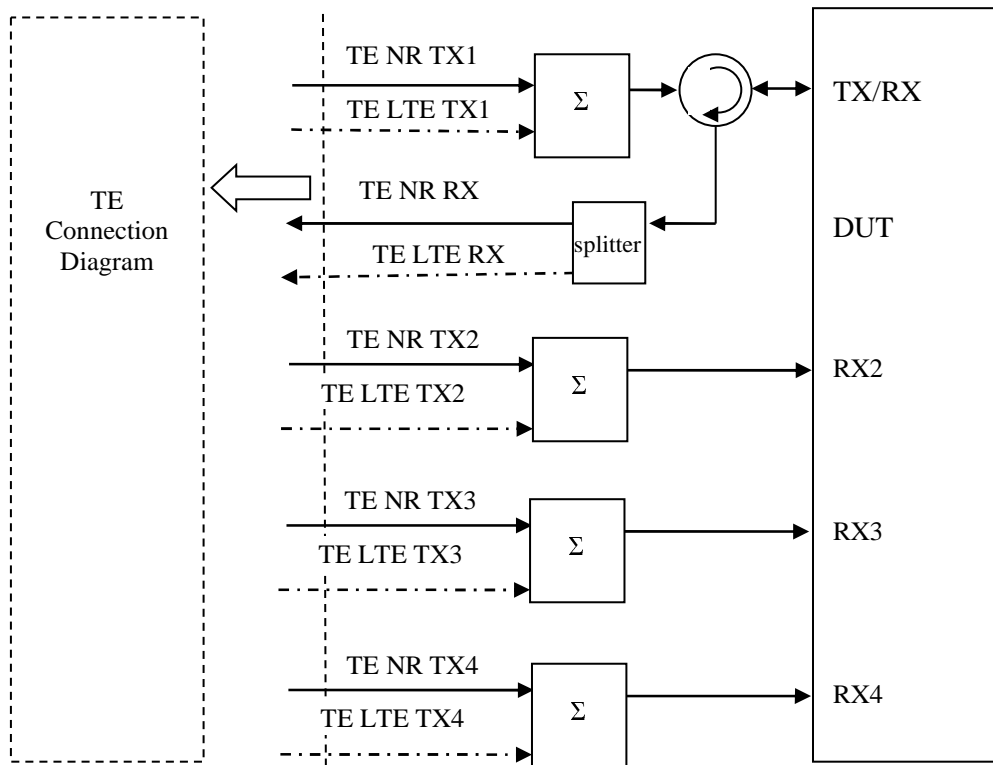 TE NR TX1
Σ
TX/RX
TE LTE TX1
TE
Connection
Diagram
TE NR RX
splitter
DUT
TE LTE RX
TE NR TX2
Σ
RX2
TE LTE TX2
TE NR TX3
Σ
RX3
TE LTE TX3
TE NR TX4
Σ
RX4
TE LTE TX4